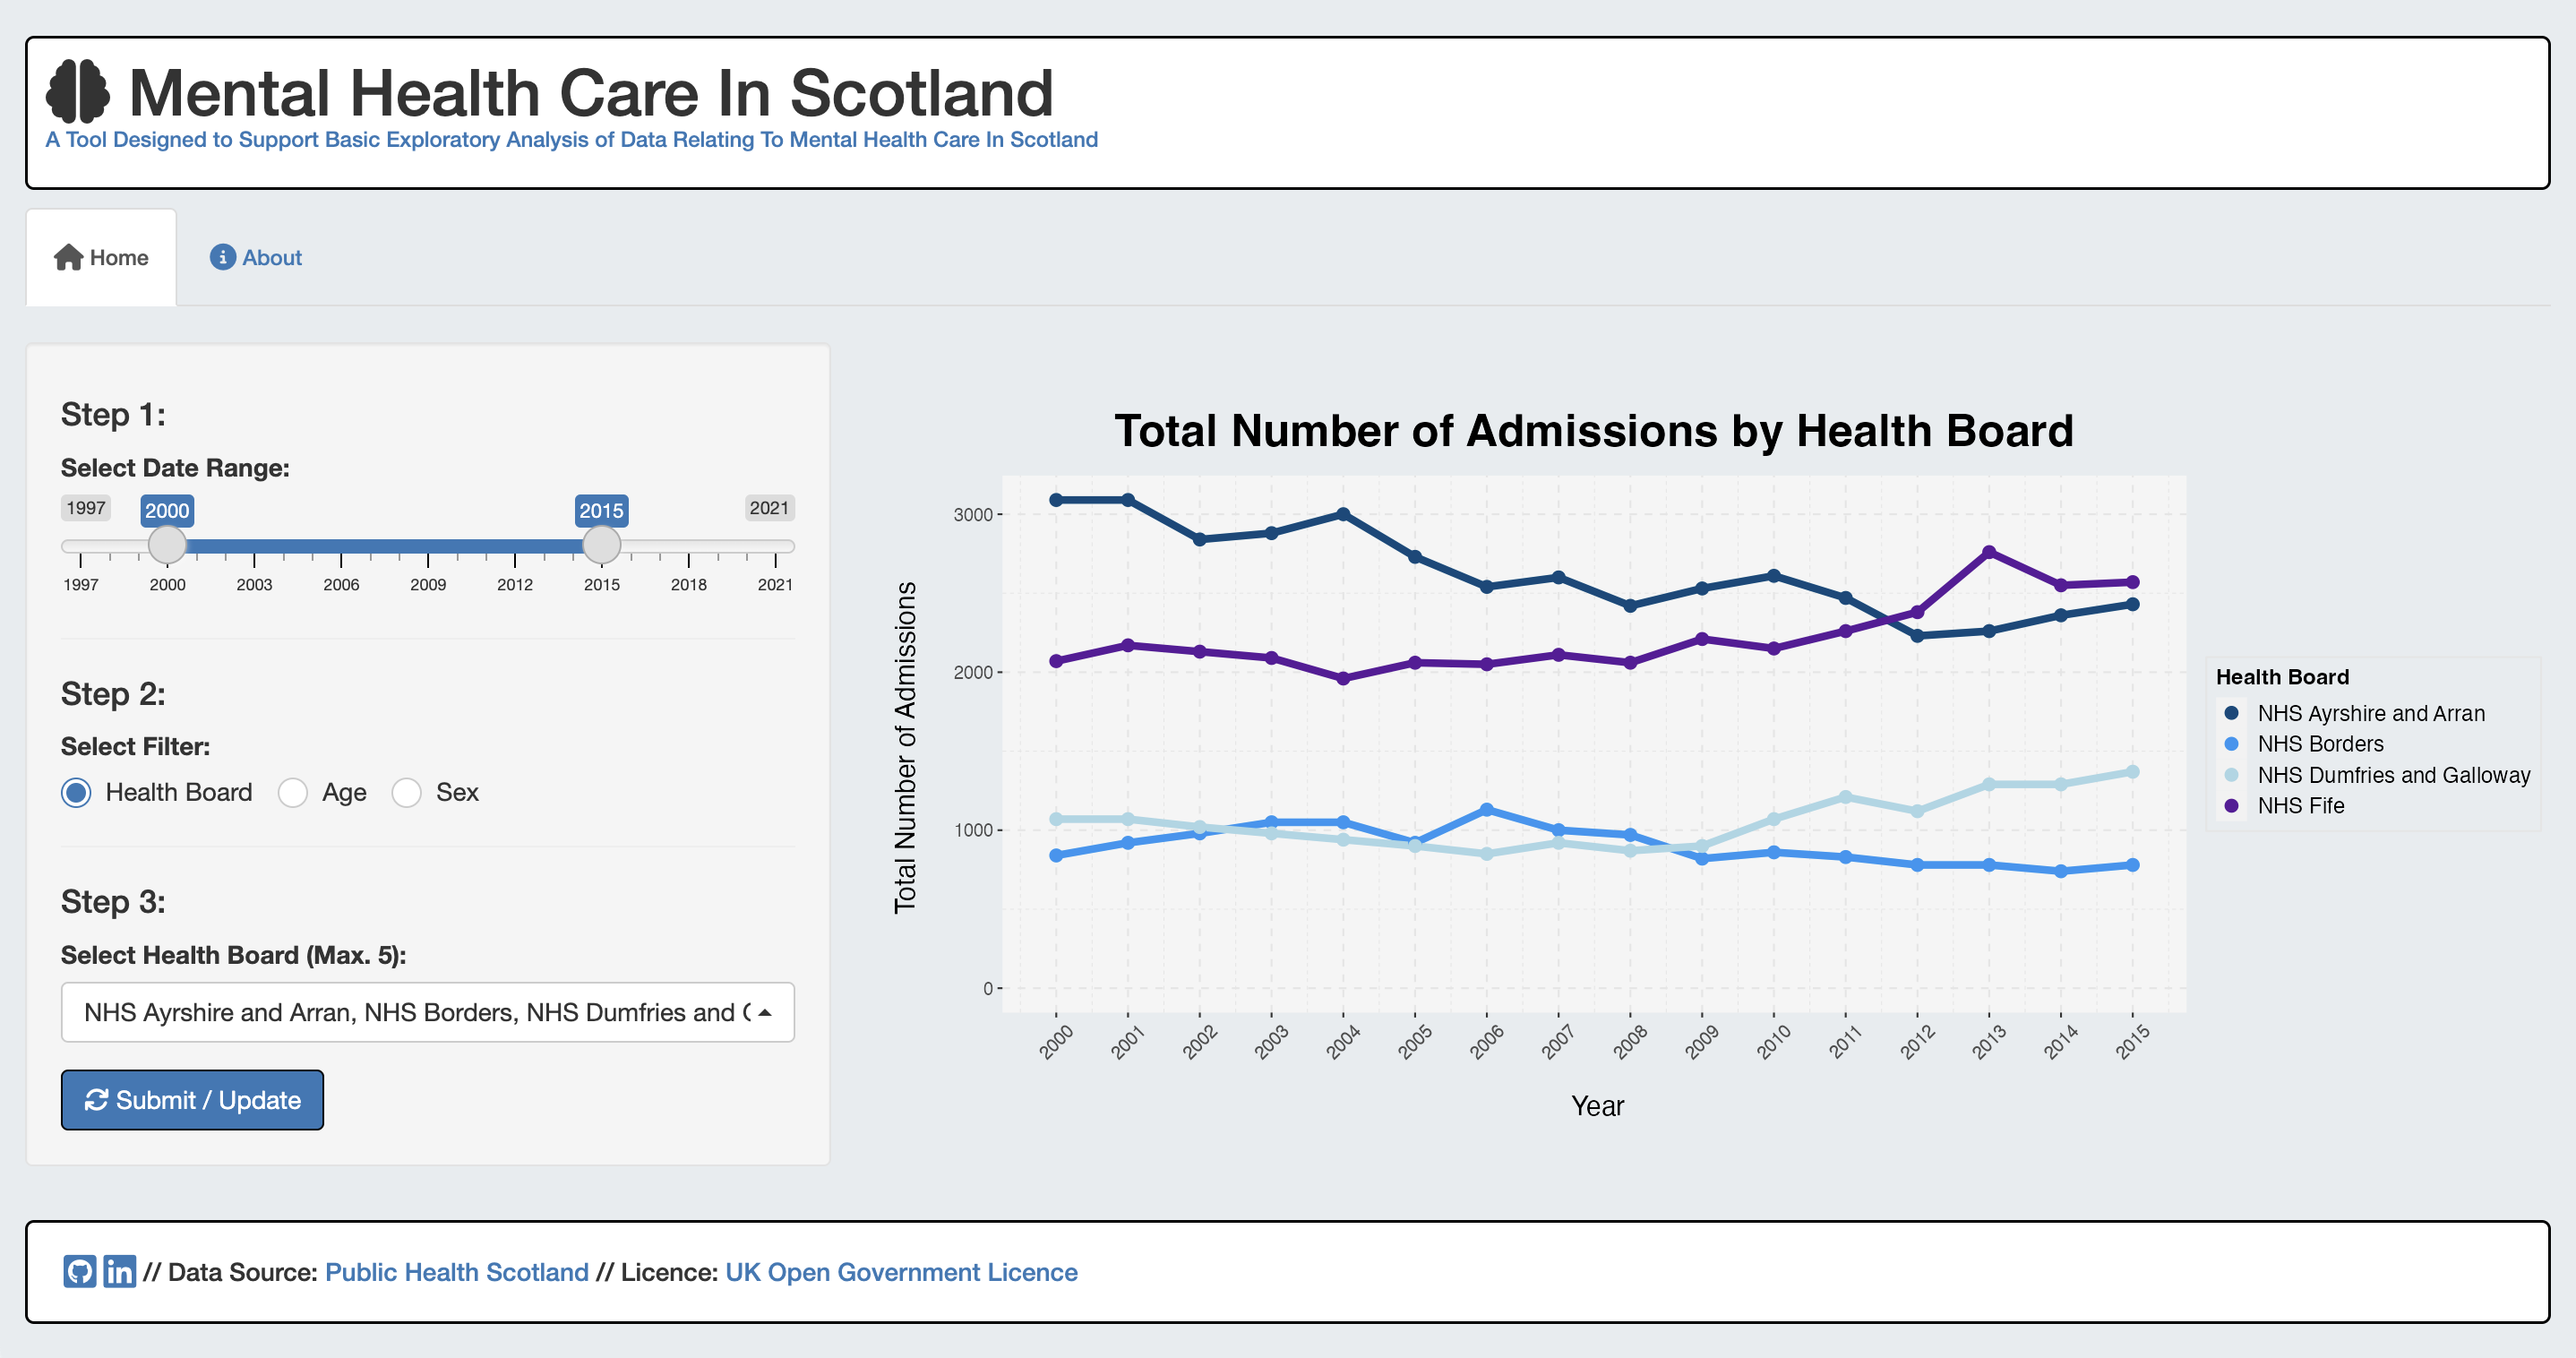 Mental Health Care In Scotland
A Tool Designed to Support Basic Exploratory Analysis of Data Relating To Mental Health Care In Scotland
Home
About
Step 1:
Select Date Range:
1997 2000 2015 2021
1997 2000 2003 2006 2009 2012 2015 2018 2021
Step 2:
Select Filter:
Health Board Age Sex
Step 3:
Select Health Board (Max. 5):
NHS Ayrshire and Arran, NHS Borders, NHS Dumfries and
Submit / Update
Total Number of Admissions by Health Board
Total Number of Admissions
3000
2000
1000
0
2000 2001 2002 2003 2004 2005 2006 2007 2008 2009 2010 2011 2012 2013 2014 2015
Year
Health Board
NHS Ayrshire and Arran
NHS Borders
NHS Dumfries and Galloway
NHS Fife
in // Data Source: Public Health Scotland // Licence: UK Open Government Licence